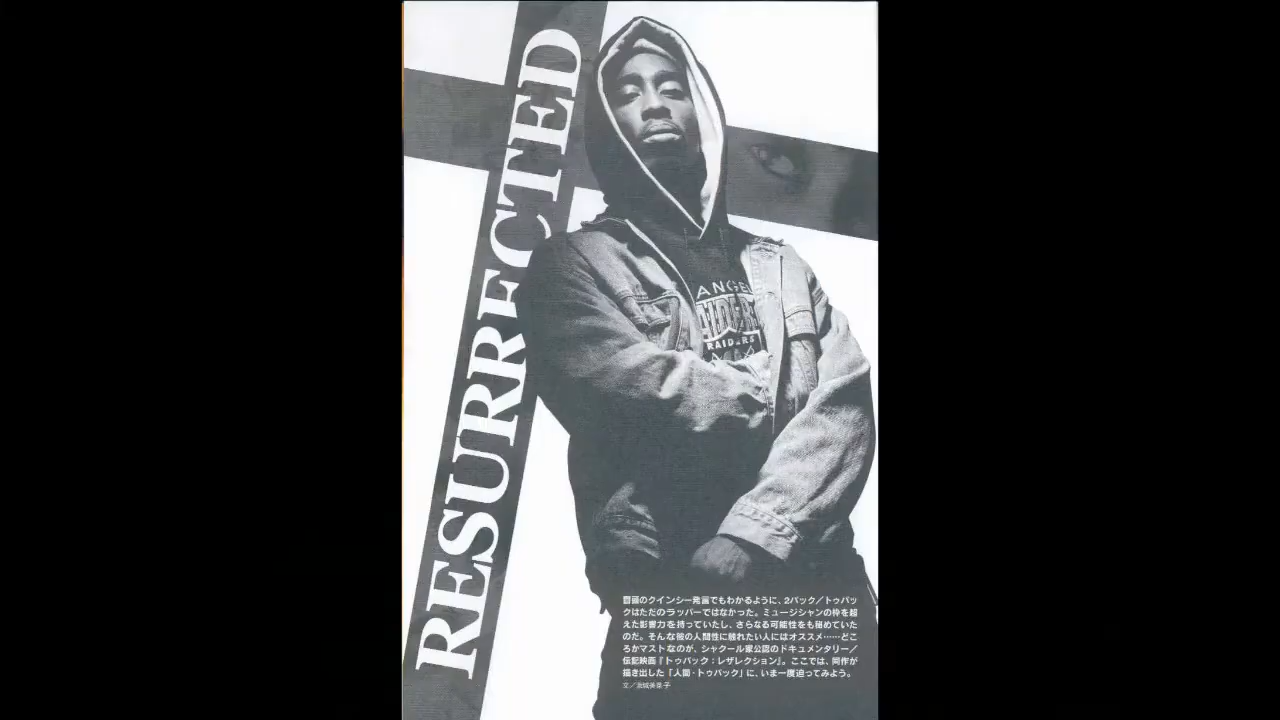 RESURRECTED
ANGE
RAIDERS
冒頭のクインシー発言でもわかるように、2パック／トゥパッ
クはただのラッパーではなかった。ミュージシャンの枠を超
えた影響力を持っていたし、さらなる可能性をも秘めていた
のだ。そんな彼の人間性に触れたい人にはオススメ……どこ
ろかマストなのが、シャクール家公認のドキュメンタリー／
伝記映画『トゥパック：レザレクション』。ここでは、同作が
描き出した「人間・トゥパック」に、いま一度迫ってみよう。
文／